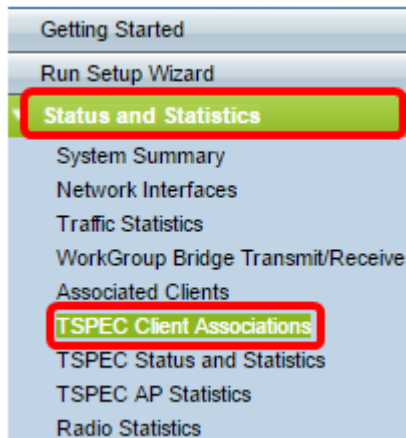 Getting Started
Run Setup Wizard
Status and Statistics
System Summary
Network Interfaces
Traffic Statistics
WorkGroup Bridge Transmit/Receive
Associated Clients
TSPEC Client Associations
TSPEC Status and Statistics
TSPEC AP Statistics
Radio Statistics